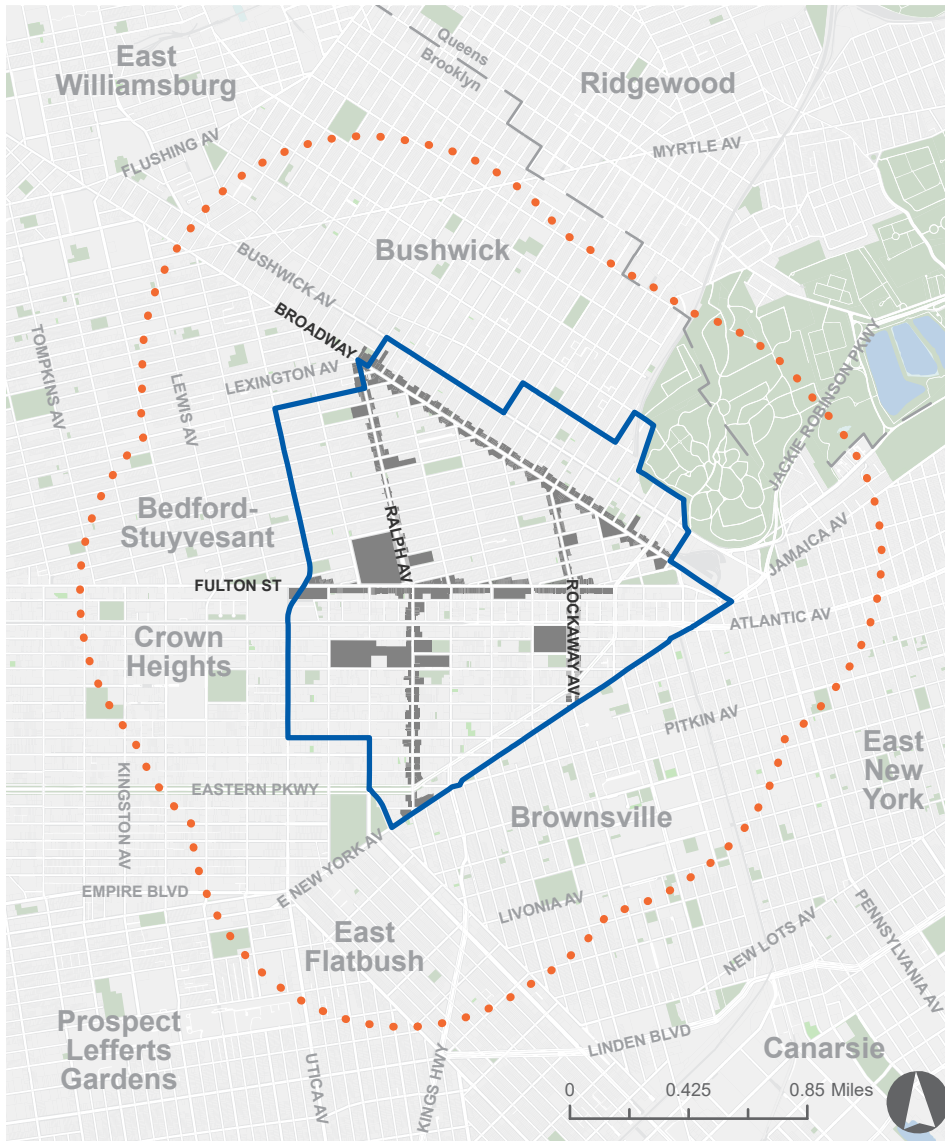 East
Williamsburg
Queens
Brooklyn
Ridgewood
FLUSHING AV
MYRTLE AV
Bushwick
BUSHWICK AV
BROADWAY
TOMPKINS AV
LEXINGTON AV
LEWIS AV
JACKIE ROBINSON PKWY
Bedford-
Stuyvesant
RALPH AV
JAMAICA AV
FULTON ST
ROCKAWAY AV
ATLANTIC AV
Crown
Heights
PITKIN AV
East
New
York
KINGSTON AV
EASTERN PKWY
Brownsville
E NEW YORK AV
EMPIRE BLVD
LIVONIA AV
PENNSYLVANIA AV
NEW LOTS AV
East
Flatbush
Prospect
Lefferts
Gardens
UTICA AV
KINGS HWY
LINDEN BLVD
Canarsie
0 0.425 0.85 Miles